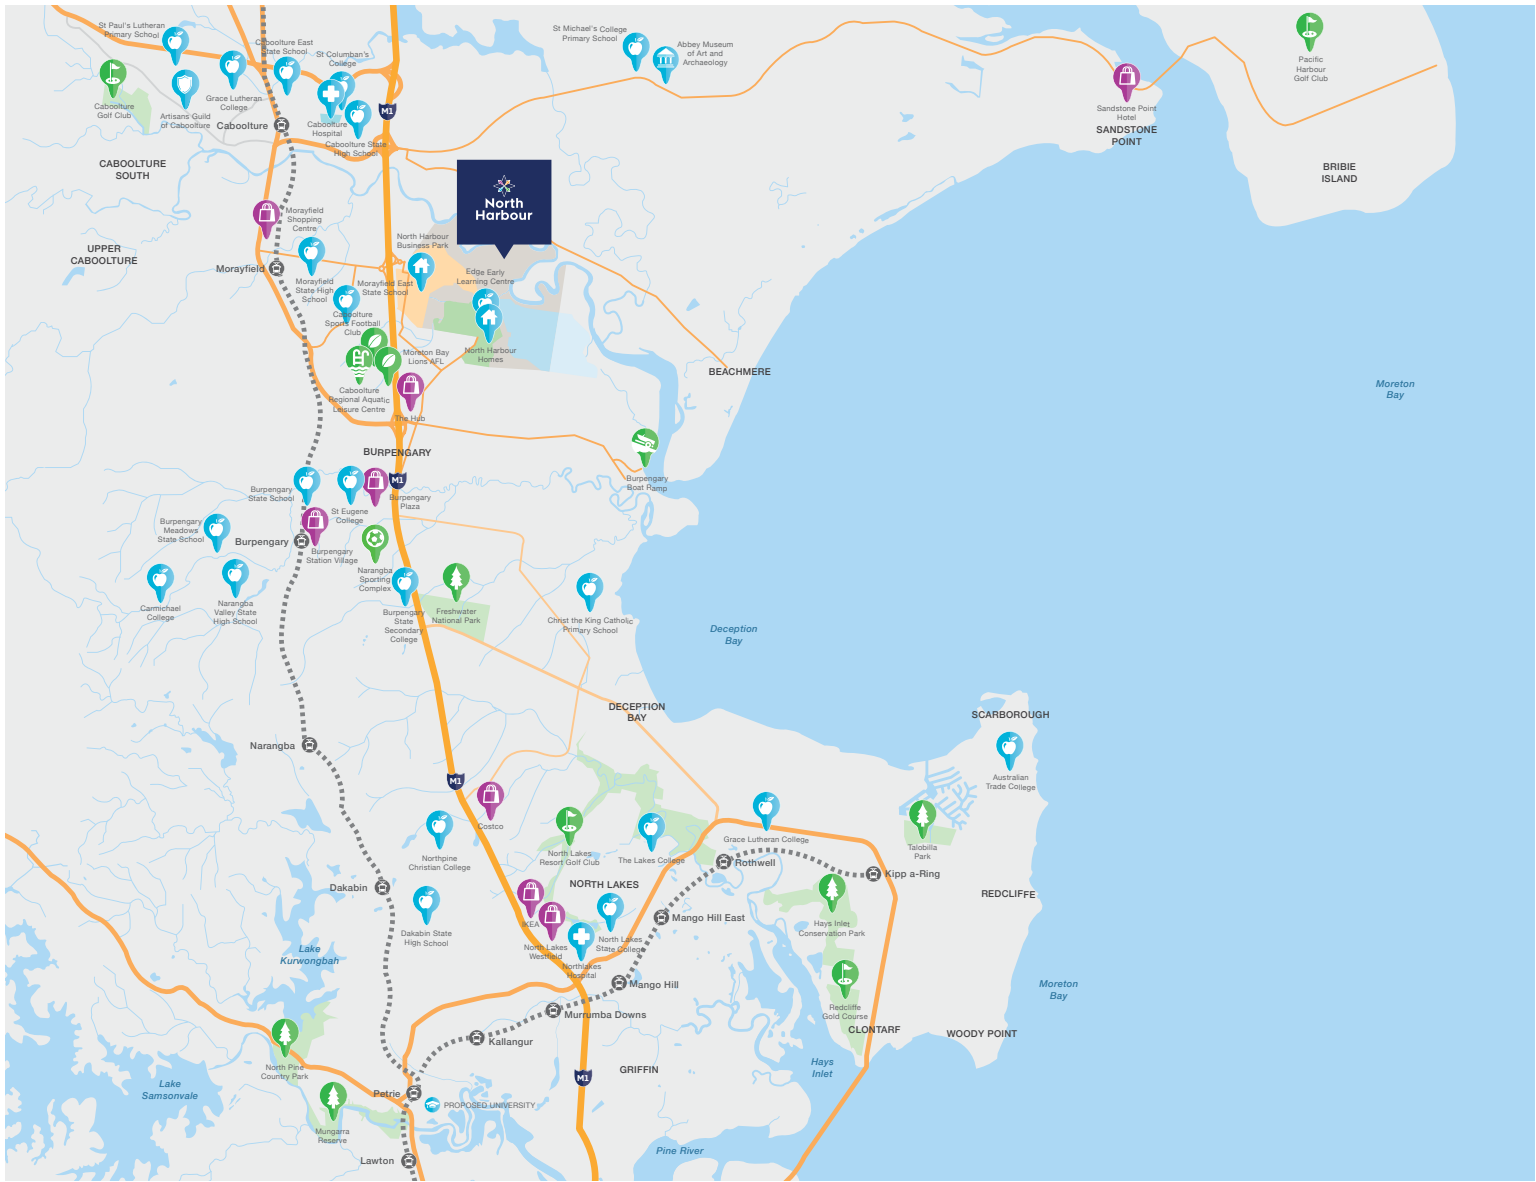 St Paul's Lutheran
Primary School
Caboolture East
State School
St Columban's
College
St Michael's College
Primary School
Abbey Museum
of Art and
Archaeology
Pacific
Harbour
Golf Club
Caboolture
Golf Club
Grace Lutheran
College
Artisans Guild
of Caboolture
Caboolture
Caboolture
Hospital
Caboolture State
High School
M1
Sandstone Point
Hotel
SANDSTONE
POINT
BRIBIE
ISLAND
CABOOLTURE
SOUTH
North
Harbour
Morayfield
Shopping
Centre
UPPER
CABOOLTURE
Morayfield
North Harbour
Business Park
Edge Early
Learning Centre
Morayfield
State High
School
Morayfield East
State School
Caboolture
Sports Football
Club
Moreton Bay
Lions AFL
North Harbour
Homes
Caboolture
Regional Aquatic
Leisure Centre
The Hub
BEACHMERE
Moreton
Bay
BURPENGARY
M1
Burpengary
Boat Ramp
Burpengary
State School
St Eugene
College
Burpengary
Plaza
Burpengary
Meadows
State School
Burpengary
Burpengary
Station Village
Narangba
Sporting
Complex
Carmichael
College
Narangba
Valley State
High School
Burpengary
State
Secondary
College
Freshwater
National Park
Christ the King Catholic
Primary School
Deception
Bay
DECEPTION
BAY
SCARBOROUGH
Narangba
Australian
Trade College
M1
Costco
Northpine
Christian College
North Lakes
Resort Golf Club
The Lakes College
Grace Lutheran College
Talobilla
Park
Rothwell
Kipp a-Ring
Dakabin
NORTH LAKES
REDCLIFFE
IKEA
Mango Hill East
Hays Inlet
Conservation Park
Dakabin State
High School
North Lakes
Westfield
North Lakes
State College
Northlakes
Hospital
Lake
Kurwongbah
Mango Hill
Moreton
Bay
Redcliffe
Gold Course
Murrumba Downs
CLONTARF
WOODY POINT
Kallangur
North Pine
Country Park
GRIFFIN
Hays
Inlet
M1
Lake
Samsonvale
Petrie
PROPOSED UNIVERSITY
Mungarra
Reserve
Pine River
Lawton